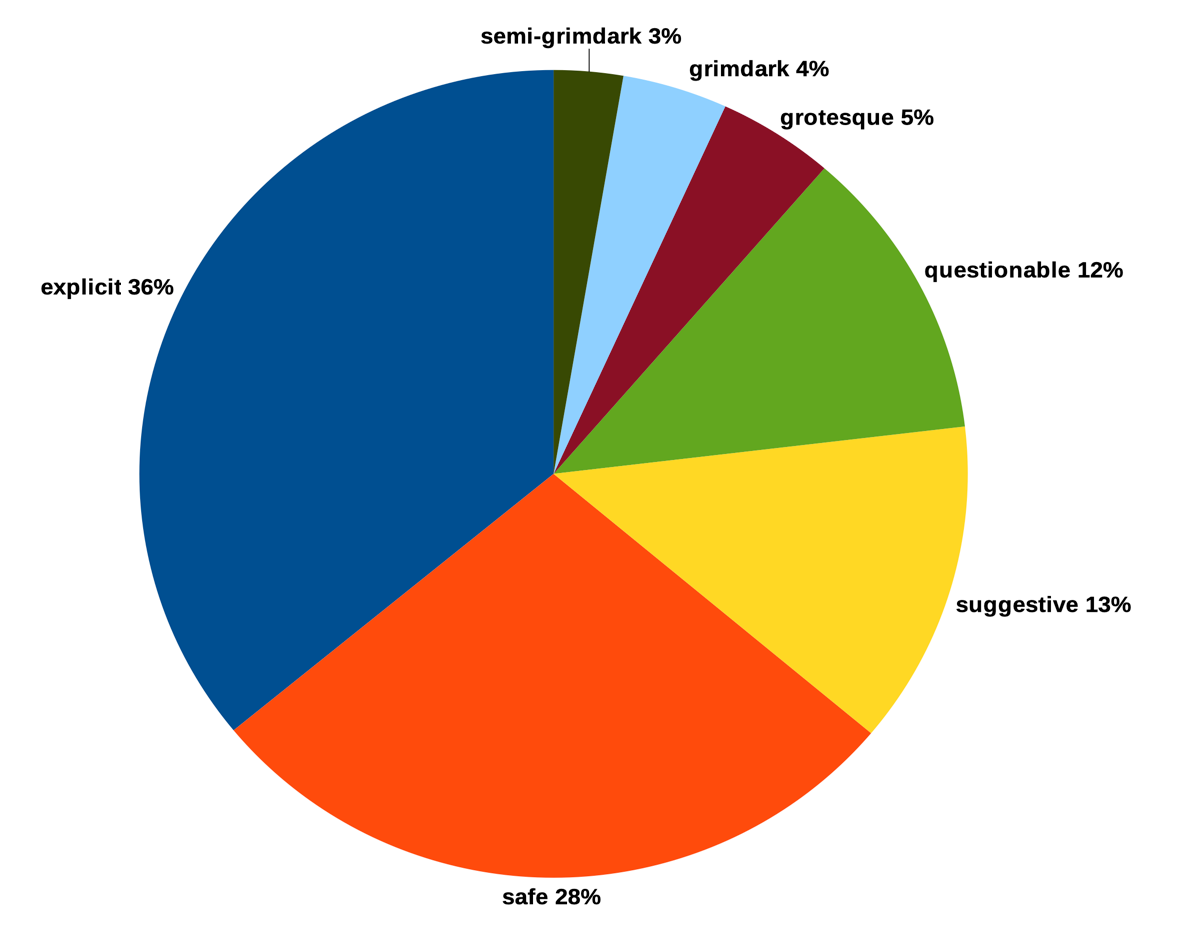 semi-grimdark 3%
grimdark 4%
grotesque 5%
questionable 12%
explicit 36%
suggestive 13%
safe 28%